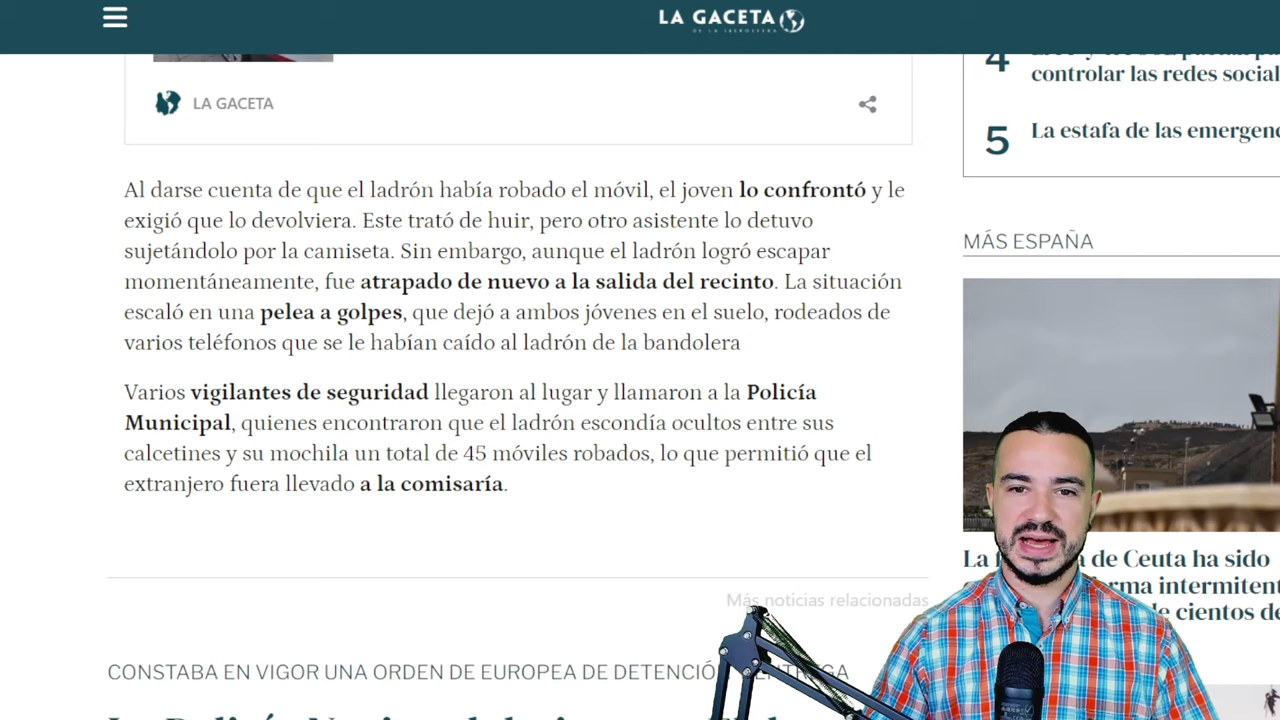 LA GACETA
DE LA IBEROSFERA
LA GACETA
4
controlar las redes social
5
La estafa de las emergenc
Al darse cuenta de que el ladrón había robado el móvil, el joven lo confrontó y le
exigió que lo devolviera. Este trató de huir, pero otro asistente lo detuvo
sujetándolo por la camiseta. Sin embargo, aunque el ladrón logró escapar
momentáneamente, fue atrapado de nuevo a la salida del recinto. La situación
escaló en una pelea a golpes, que dejó a ambos jóvenes en el suelo, rodeados de
varios teléfonos que se le habían caído al ladrón de la bandolera
Varios vigilantes de seguridad llegaron al lugar y llamaron a la Policía
Municipal, quienes encontraron que el ladrón escondía ocultos entre sus
calcetines y su mochila un total de 45 móviles robados, lo que permitió que el
extranjero fuera llevado a la comisaría.
MÁS ESPAÑA
La f a de Ceuta ha sido
rma intermitent
de cientos de
Más noticias relacionadas
CONSTABA EN VIGOR UNA ORDEN DE EUROPEA DE DETENCIÓ